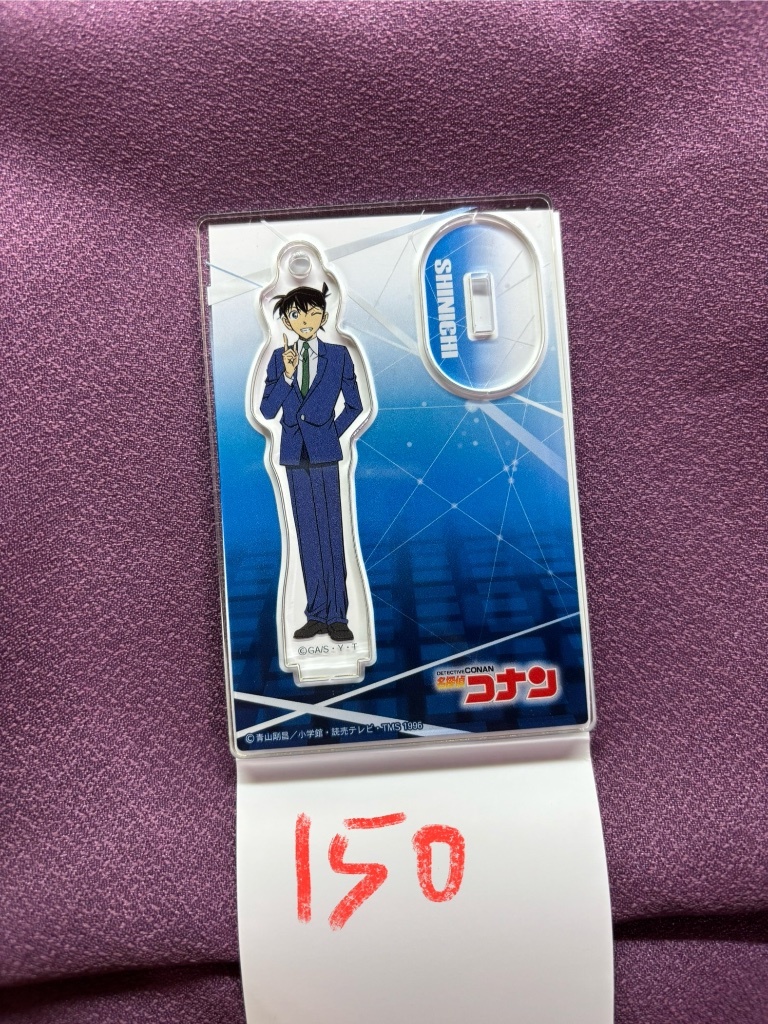 SHINICHI
©GA/S・Y・T
DETECTIVE CONAN
名探偵コナン
©青山剛昌／小学館・読売テレビ・TMS 1996
150